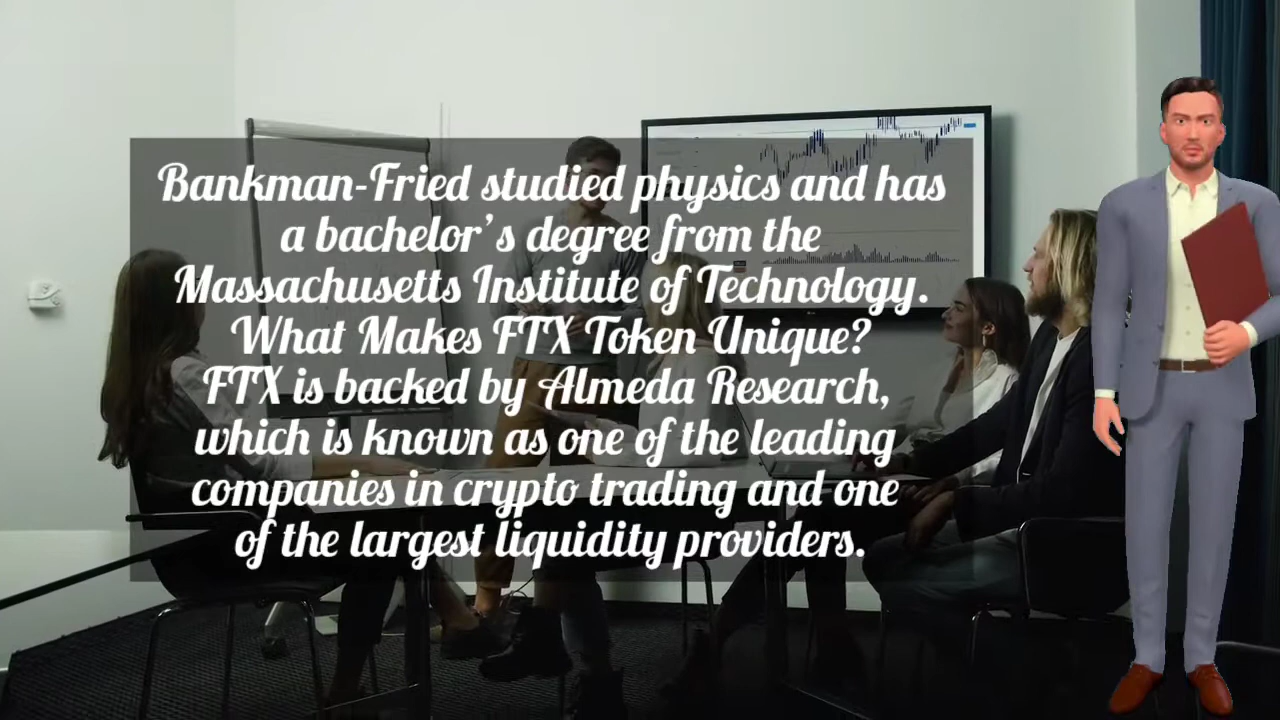 Bankman-Fried studied physics and has
a bachelor’s degree from the
Massachusetts Institute of Technology.
What Makes FTX Token Unique?
FTX is backed by Almeda Research,
which is known as one of the leading
companies in crypto trading and one
of the largest liquidity providers.